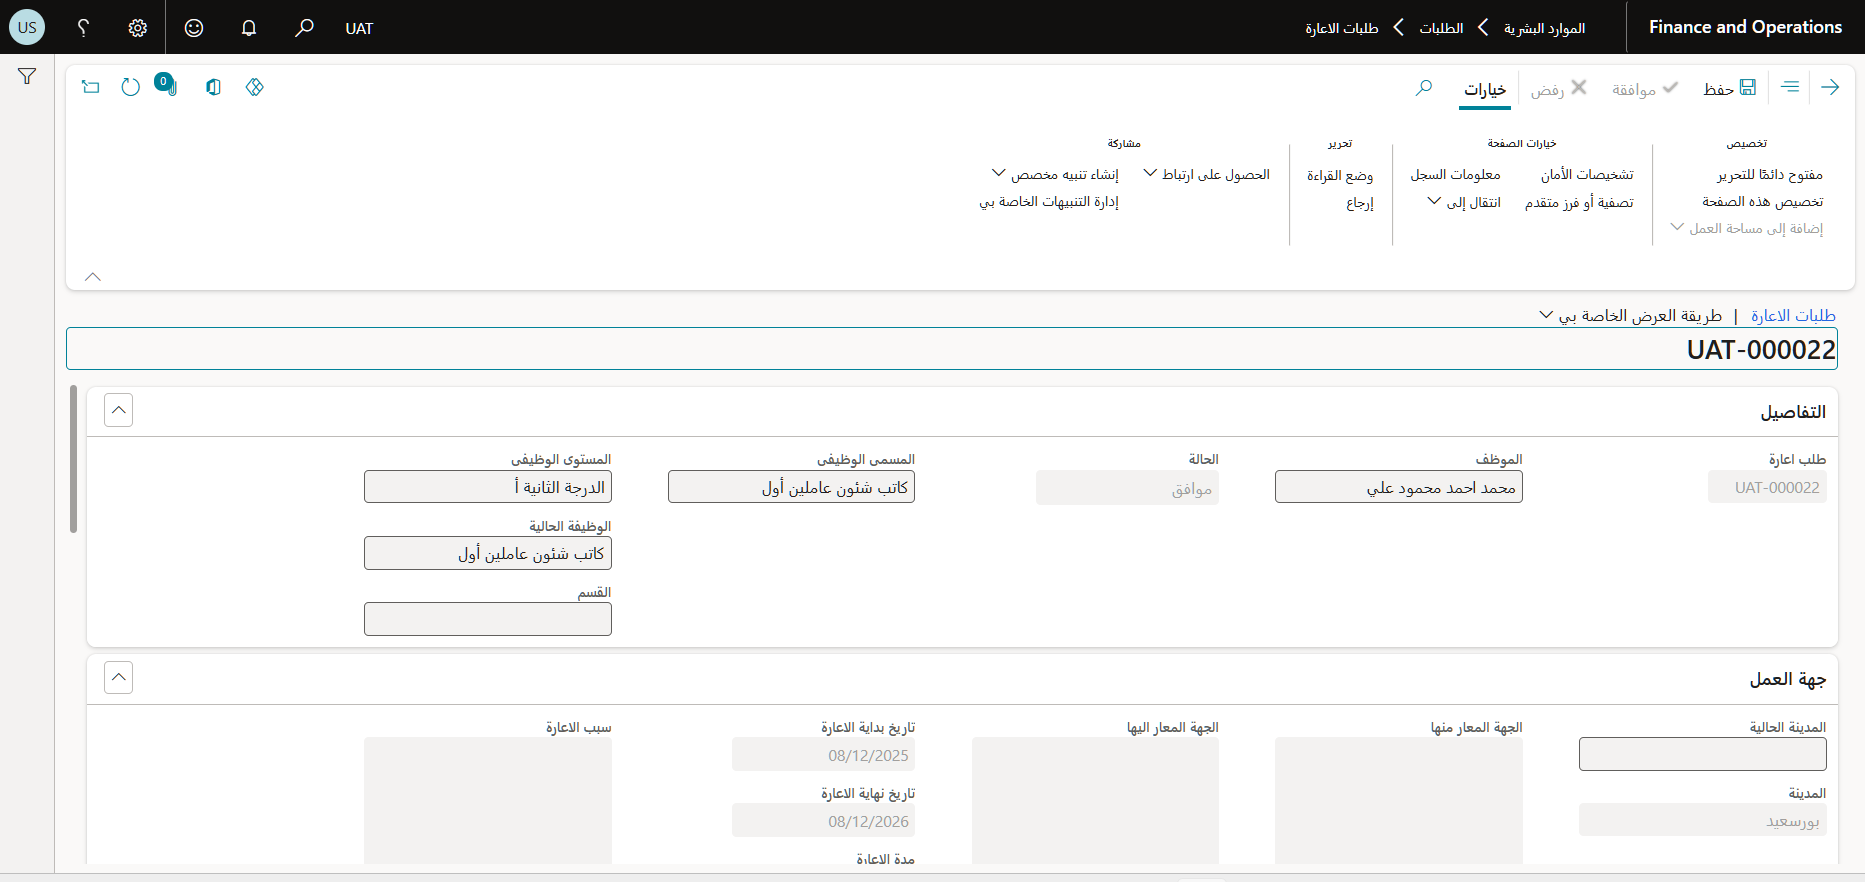 Finance and Operations
الموارد البشرية > الطلبات > طلبات الاعارة
UAT
US
حفظ
موافقة
رفض
خيارات
0
تخصيص
مفتوح دائمًا للتحرير
تخصيص هذه الصفحة
إضافة إلى مساحة العمل
خيارات الصفحة
تشخيصات الأمان
معلومات السجل
تصفية أو فرز متقدم
انتقال إلى
تحرير
وضع القراءة
إرجاع
مشاركة
الحصول على ارتباط
إنشاء تنبيه مخصص
إدارة التنبيهات الخاصة بي
طلبات الاعارة | طريقة العرض الخاصة بي
UAT-000022
التفاصيل
طلب اعارة
UAT-000022
الموظف
محمد احمد محمود علي
الحالة
موافق
المسمى الوظيفى
كاتب شئون عاملين أول
المستوى الوظيفى
الدرجة الثانية أ
الوظيفة الحالية
كاتب شئون عاملين أول
القسم
جهة العمل
المدينة الحالية
المدينة
بورسعيد
الجهة المعار منها
الجهة المعار اليها
تاريخ بداية الاعارة
08/12/2025
تاريخ نهاية الاعارة
08/12/2026
مدة الاعارة
سبب الاعارة